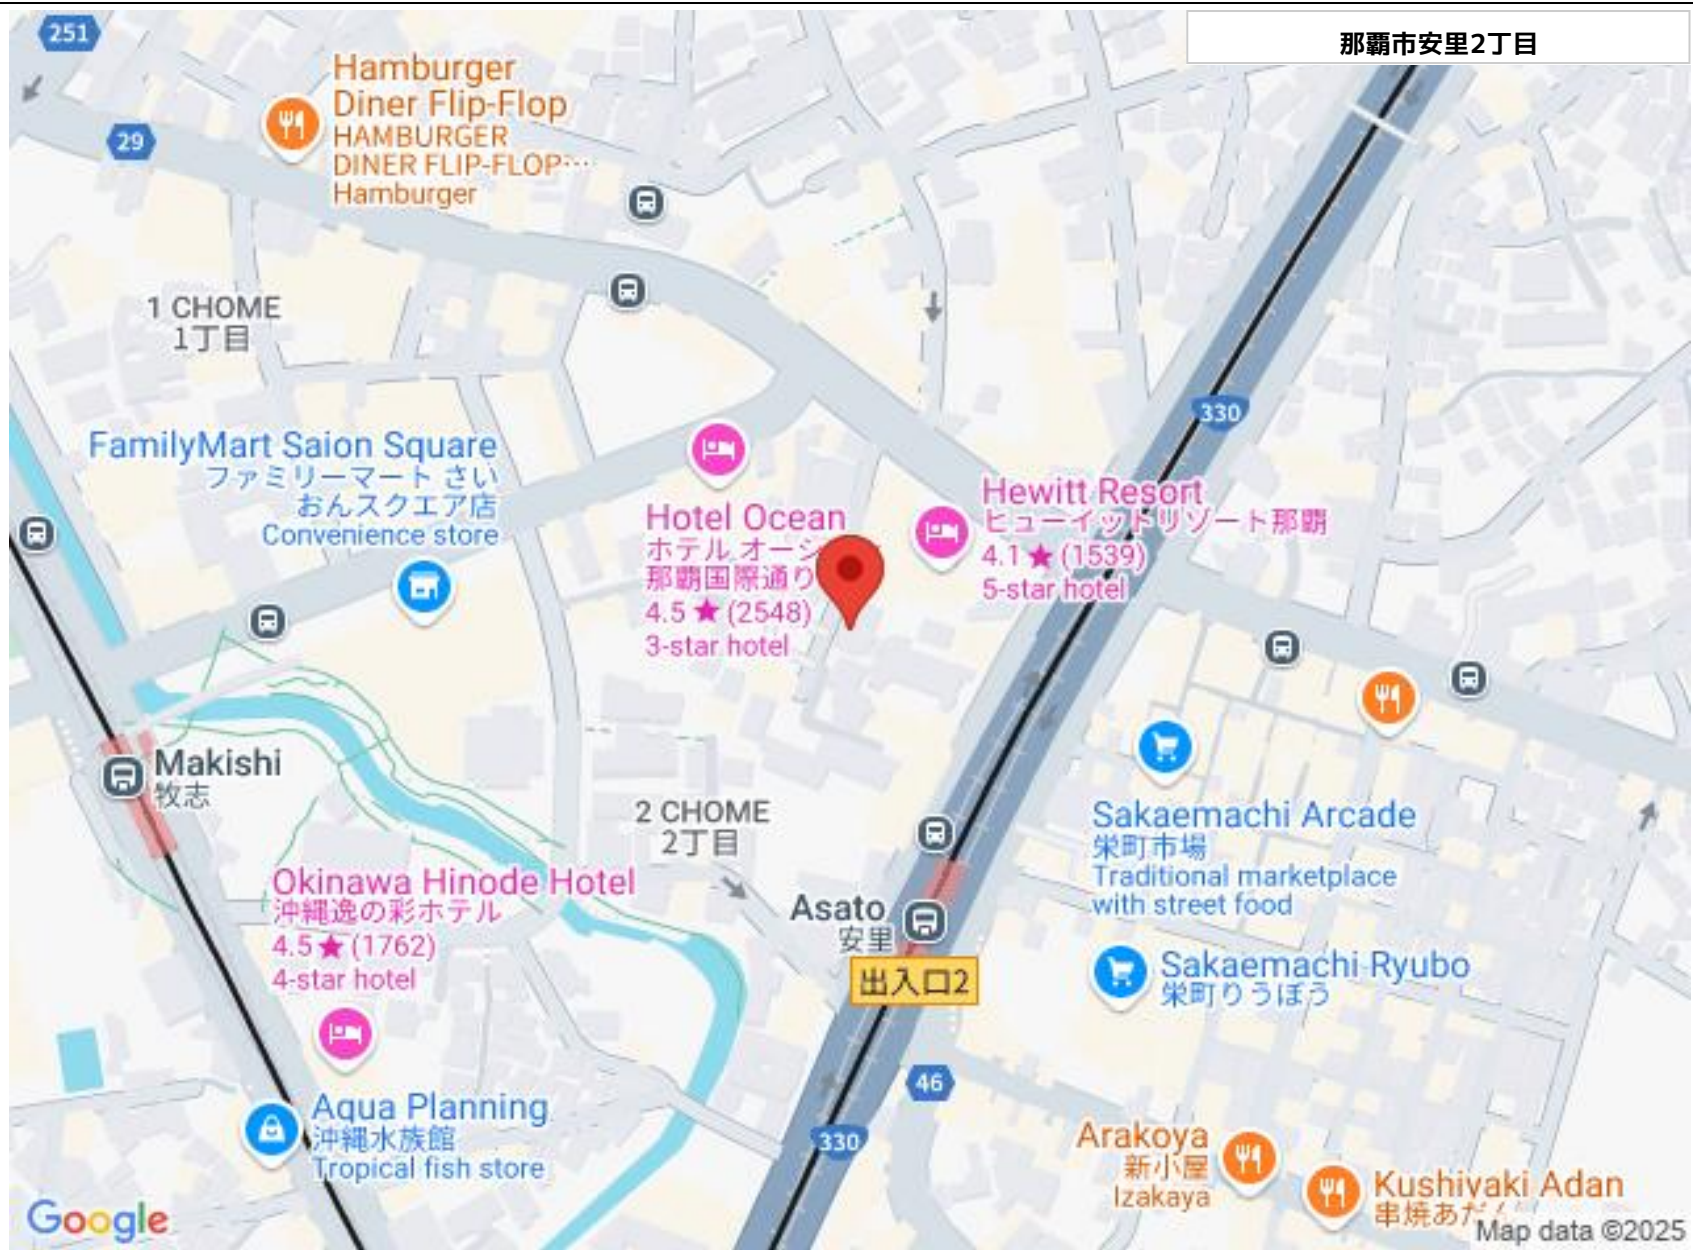 那覇市安里2丁目
251
Hamburger
Diner Flip-Flop
HAMBURGER
DINER FLIP-FLOP…
Hamburger
29
1 CHOME
1丁目
330
FamilyMart Saion Square
ファミリーマート さい
おんスクエア店
Convenience store
Hotel Ocean
ホテル オーシ
那覇国際通り
4.5 ★ (2548)
3-star hotel
Hewitt Resort
ヒューイットリゾート那覇
4.1 ★ (1539)
5-star hotel
Makishi
牧志
2 CHOME
2丁目
Sakaemachi Arcade
栄町市場
Traditional marketplace
with street food
Okinawa Hinode Hotel
沖縄逸の彩ホテル
4.5 ★ (1762)
4-star hotel
Asato
安里
出入口2
Sakaemachi Ryubo
栄町りうぼう
46
Aqua Planning
沖縄水族館
Tropical fish store
330
Arakoya
新小屋
Izakaya
Kushiyaki Adan
串焼あだん
Google
Map data ©2025